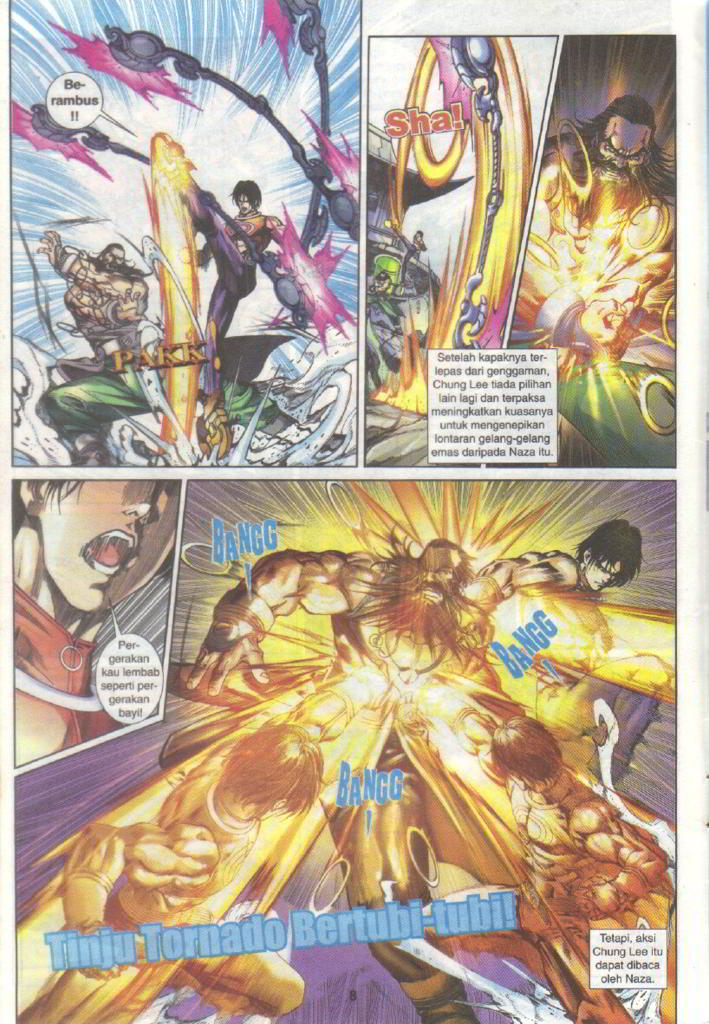 Be-
rambus
!!
PAKK
Sha!
Setelah kapaknya ter-
lepas dari genggaman,
Chung Lee tiada pilihan
lain lagi dan terpaksa
meningkatkan kuasanya
untuk mengenepikan
lontaran gelang-gelang
emas daripada Naza itu.
Per-
gerakan
kau lembab
seperti per-
gerakan
bayi!
BANGG
!
BANGG
!
BANGG
!
Tinju Tornado Bertubi-tubi!
Tetapi, aksi
Chung Lee itu
dapat dibaca
oleh Naza.
8